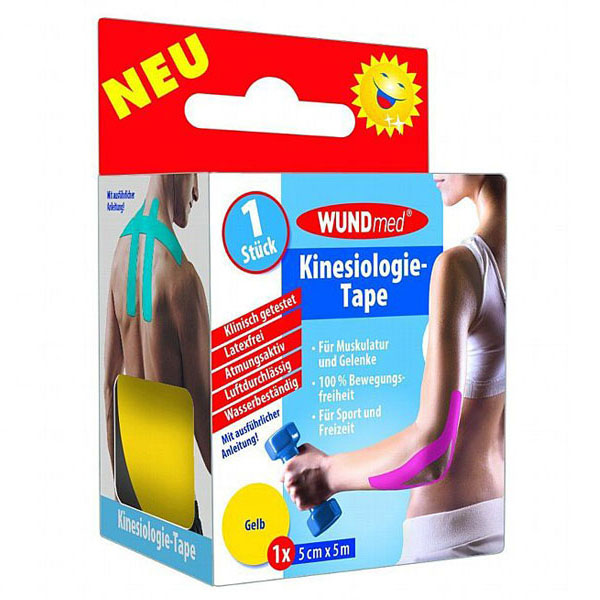 NEU
Mit ausführlicher
Anleitung!
Kinesiologie-Tape
1
Stück
WUNDmed®
Kinesiologie-
Tape
Klinisch getestet
Latexfrei
Atmungsaktiv
Luftdurchlässig
Wasserbeständig
Mit ausführlicher
Anleitung!
• Für Muskulatur
und Gelenke
• 100% Bewegungs-
freiheit
• Für Sport und
Freizeit
Gelb
1x 5 cm x 5 m